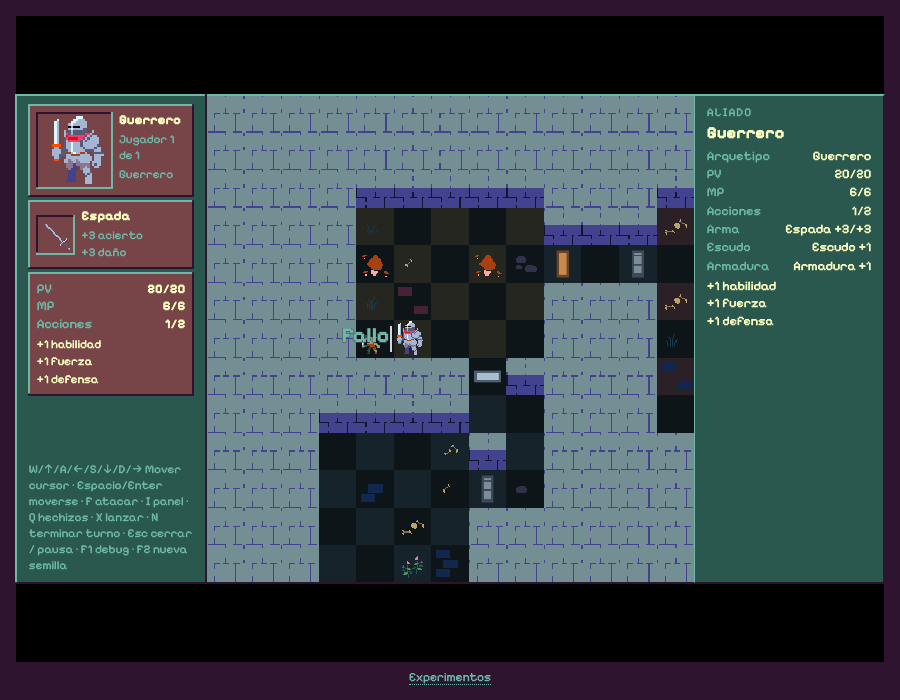 Guerrero
Jugador 1
de 1
Guerrero
Espada
+3 acierto
+3 daño
PV 80/80
MP 6/6
Acciones 1/8
+1 habilidad
+1 fuerza
+1 defensa
W/↑/A/←/S/↓/D/→ Mover
cursor · Espacio/Enter
moverse · F atacar · I panel ·
Q hechizos · X lanzar · N
terminar turno · Esc cerrar
/ pausa · F1 debug · F2 nueva
semilla
Fallo
ALIADO
Guerrero
Arquetipo Guerrero
PV 80/80
MP 6/6
Acciones 1/8
Arma Espada +3/+3
Escudo Escudo +1
Armadura Armadura +1
+1 habilidad
+1 fuerza
+1 defensa
Experimentos